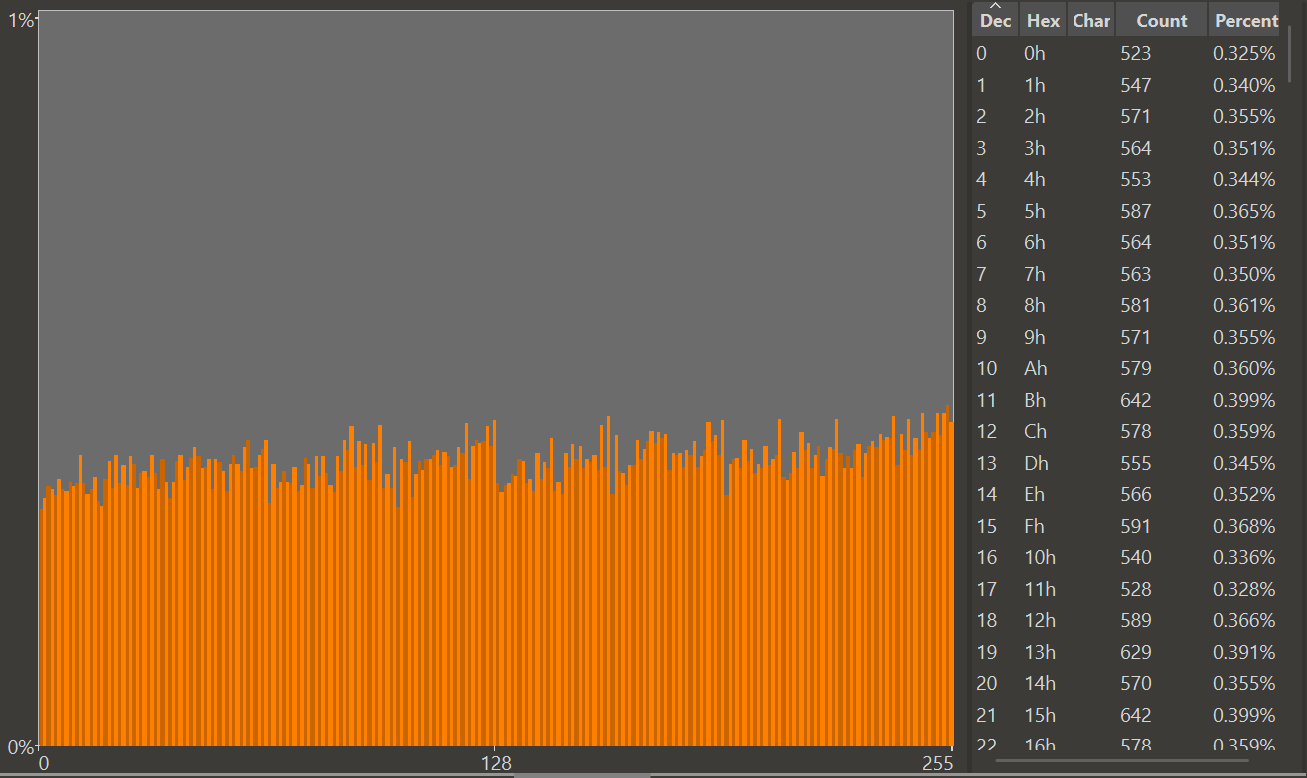 1%
0%
0 128 255
Dec Hex Char Count Percent
0 0h 523 0.325%
1 1h 547 0.340%
2 2h 571 0.355%
3 3h 564 0.351%
4 4h 553 0.344%
5 5h 587 0.365%
6 6h 564 0.351%
7 7h 563 0.350%
8 8h 581 0.361%
9 9h 571 0.355%
10 Ah 579 0.360%
11 Bh 642 0.399%
12 Ch 578 0.359%
13 Dh 555 0.345%
14 Eh 566 0.352%
15 Fh 591 0.368%
16 10h 540 0.336%
17 11h 528 0.328%
18 12h 589 0.366%
19 13h 629 0.391%
20 14h 570 0.355%
21 15h 642 0.399%
22 16h 578 0.359%